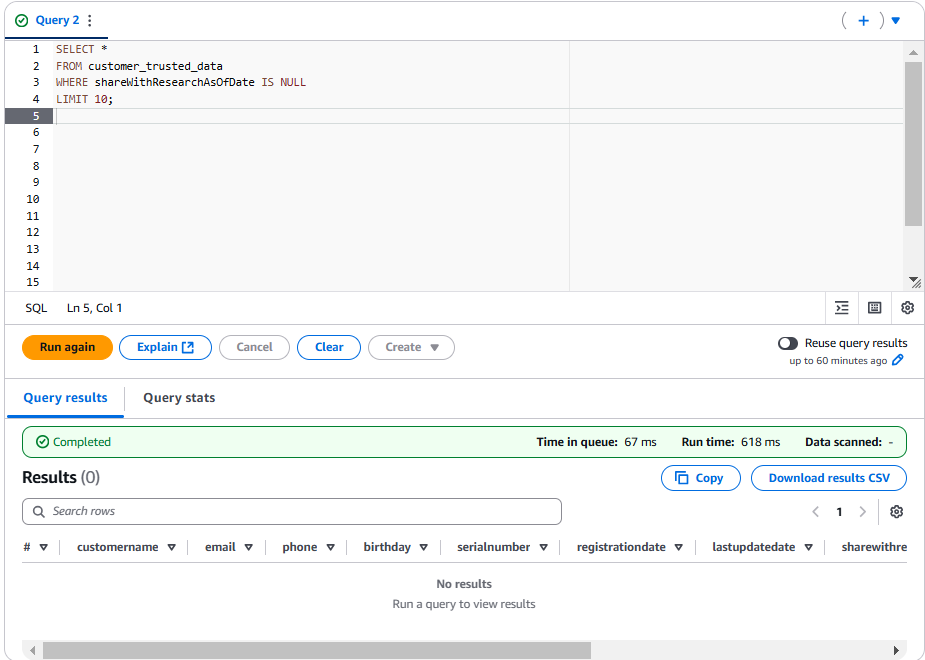 Query 2
1 SELECT *
2 FROM customer_trusted_data
3 WHERE shareWithResearchAsOfDate IS NULL
4 LIMIT 10;
5
6
7
8
9
10
11
12
13
14
15
SQL Ln 5, Col 1
Run again Explain Cancel Clear Create Reuse query results
up to 60 minutes ago
Query results Query stats
Completed Time in queue: 67 ms Run time: 618 ms Data scanned: -
Results (0) Copy Download results CSV
Search rows 1
# customername email phone birthday serialnumber registrationdate lastupdatedate sharewithre
No results
Run a query to view results